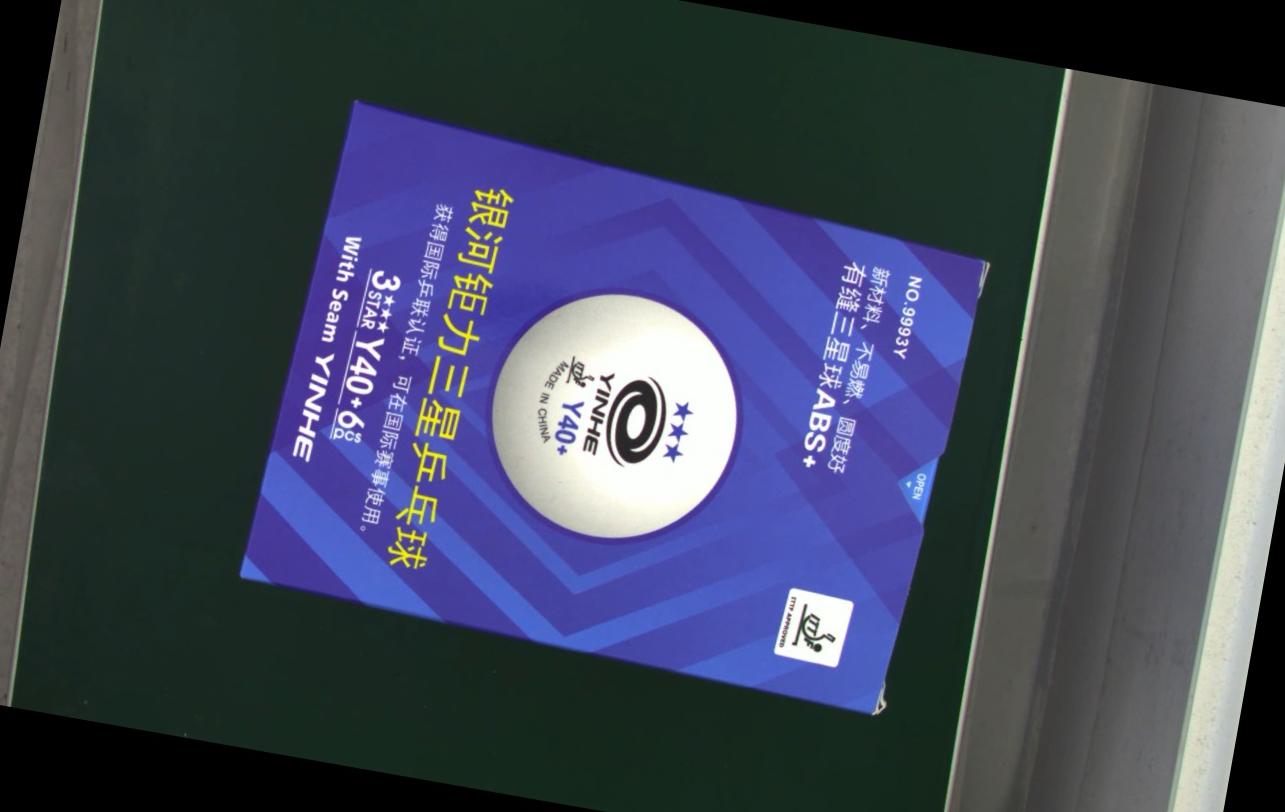 NO.9993Y
新材料、不易燃、圆度好
有缝三星球ABS+
OPEN
ITTF APPROVED
★★★
YINHE
Y40+
MADE IN CHINA
银河钜力三星乒乓球
获得国际乒联认证，可在国际赛事使用。
3★★★ STAR Y40+ 6pcs
With Seam YINHE